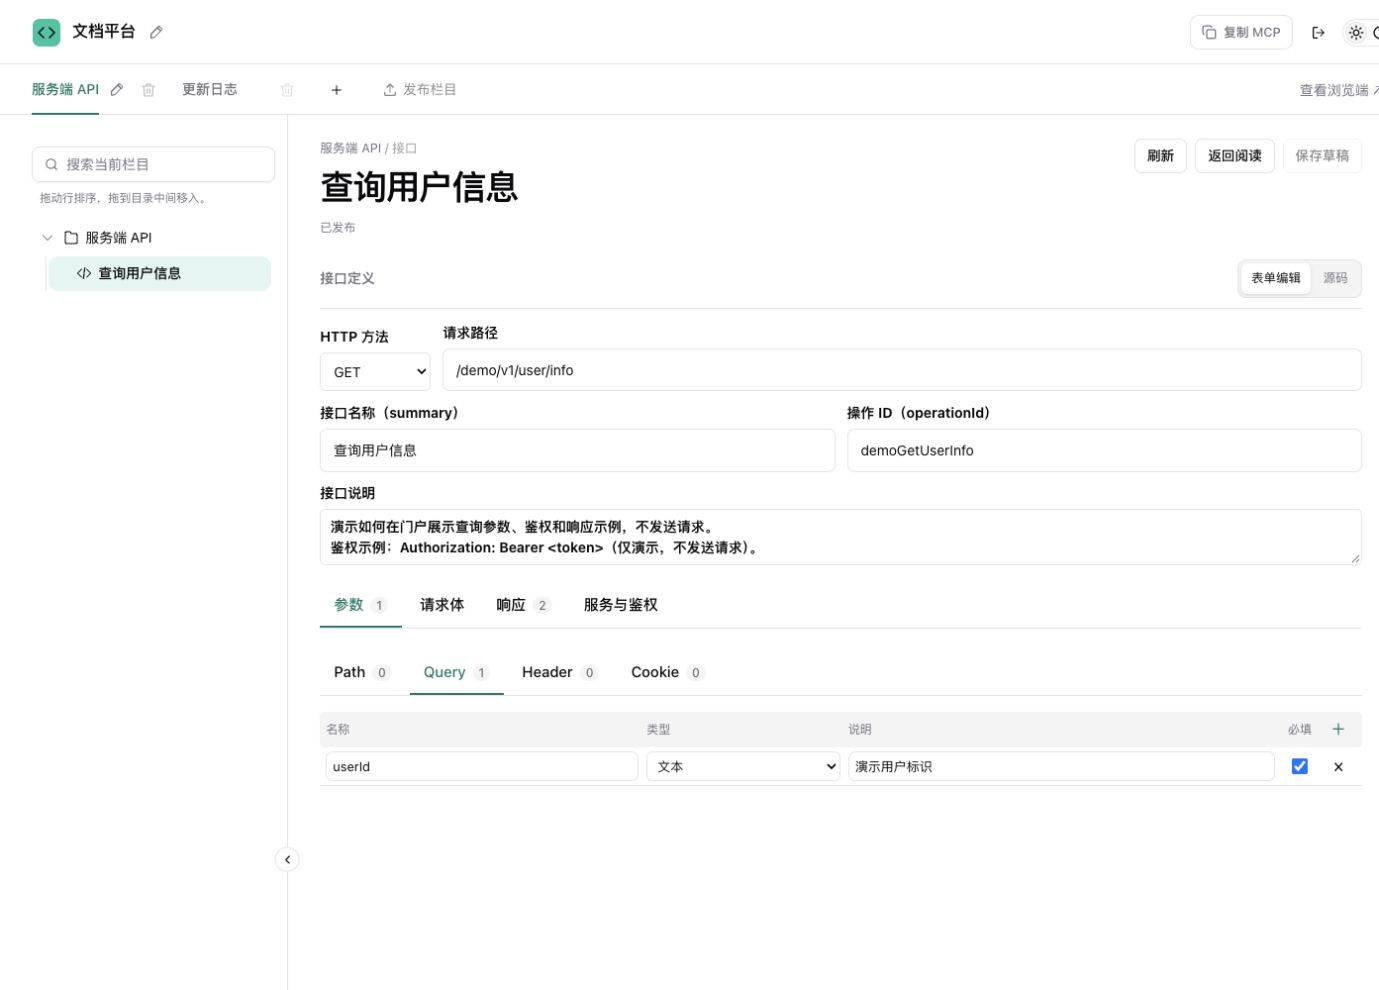 文档平台
复制 MCP
服务端 API
更新日志
+
发布栏目
查看浏览端
搜索当前栏目
拖动行排序，拖到目录中间移入。
服务端 API
查询用户信息
服务端 API / 接口
刷新
返回阅读
保存草稿
查询用户信息
已发布
接口定义
表单编辑
源码
HTTP 方法
请求路径
GET
/demo/v1/user/info
接口名称（summary）
操作 ID（operationId）
查询用户信息
demoGetUserInfo
接口说明
演示如何在门户展示查询参数、鉴权和响应示例，不发送请求。
鉴权示例：Authorization: Bearer <token>（仅演示，不发送请求）。
参数 1
请求体
响应 2
服务与鉴权
Path 0
Query 1
Header 0
Cookie 0
名称
类型
说明
必填
+
userId
文本
演示用户标识